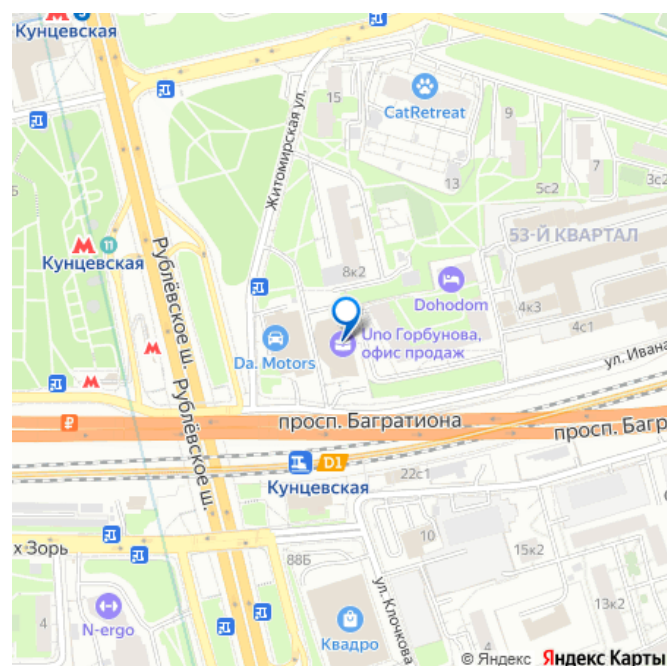 Кунцевская
Житомирская ул.
15
CatRetreat
9
7
13
5с2
3с2
11
Кунцевская
53-Й КВАРТАЛ
Рублёвское ш.
8к2
Dohodom
4к3
4с1
Uno Горбунова,
офис продаж
Da. Motors
ул. Ивана
просп. Багратиона
просп. Баг
Рублёвское ш.
D1
Кунцевская
22с1
х Зорь
10
15к2
88Б
ул. Клочкова
13к2
4
N-ergo
Квадро
© Яндекс Яндекс Карты